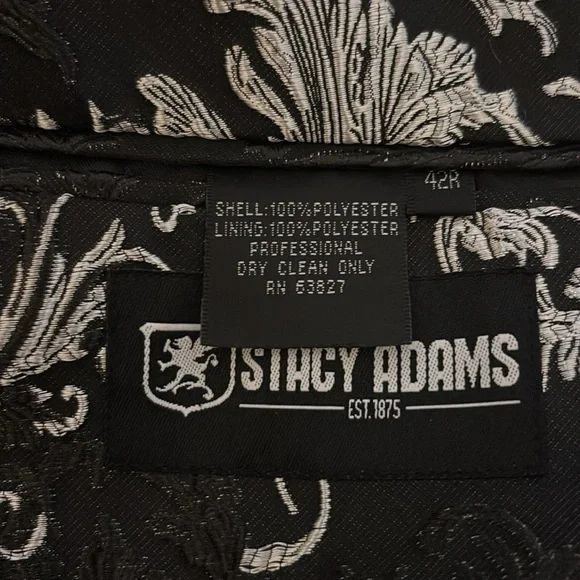 42R
SHELL:100%POLYESTER
LINING:100%POLYESTER
PROFESSIONAL
DRY CLEAN ONLY
RN 63827
STACY ADAMS
EST.1875